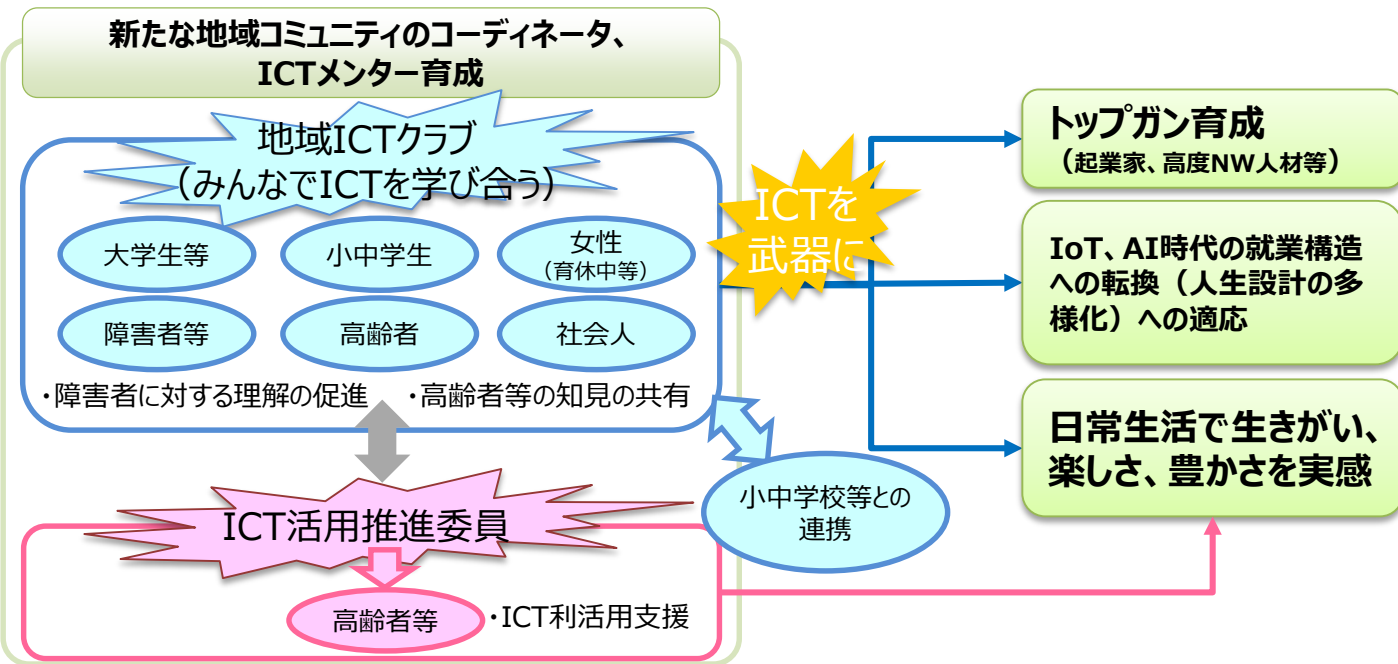 新たな地域コミュニティのコーディネータ、
ICTメンター育成
地域ICTクラブ
（みんなでICTを学び合う）
大学生等
小中学生
女性
（育休中等）
障害者等
高齢者
社会人
・障害者に対する理解の促進
・高齢者等の知見の共有
ICTを
武器に
小中学校等との
連携
ICT活用推進委員
高齢者等
・ICT利活用支援
トップガン育成
（起業家、高度NW人材等）
IoT、AI時代の就業構造
への転換（人生設計の多
様化）への適応
日常生活で生きがい、
楽しさ、豊かさを実感